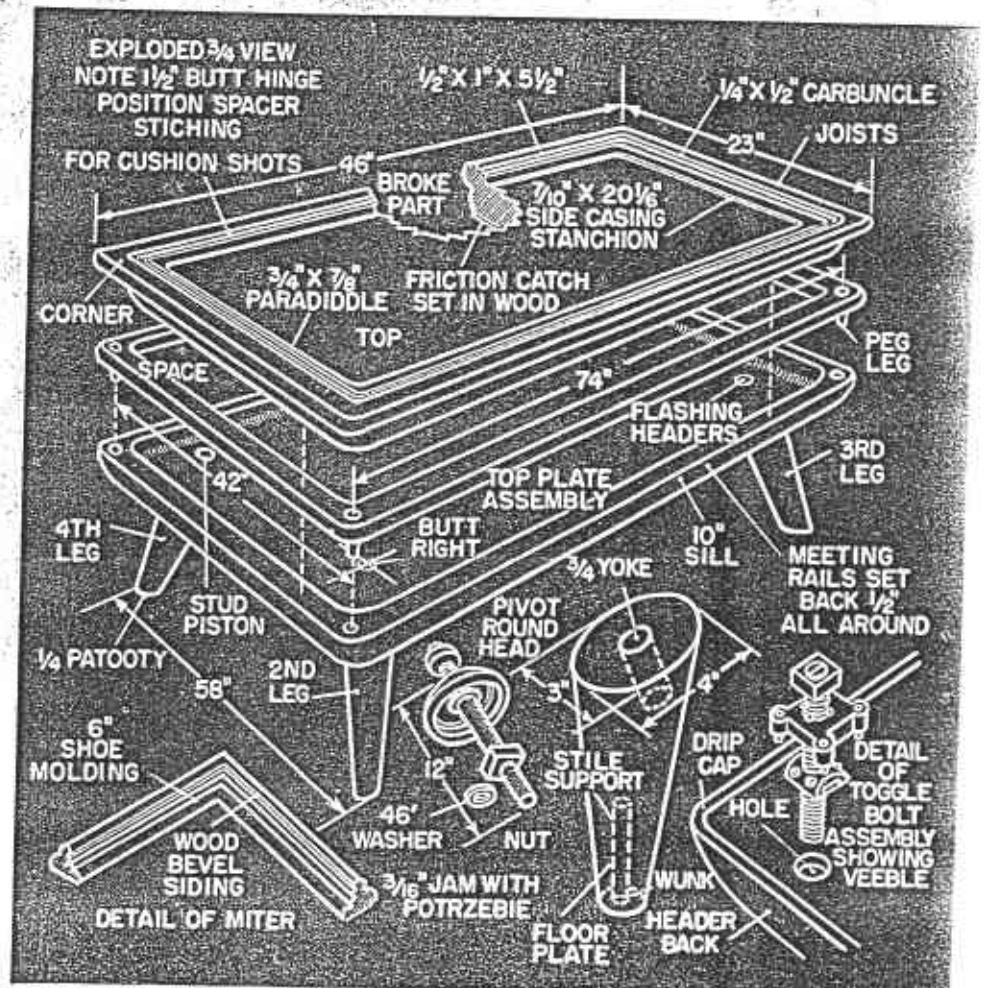 EXPLODED 3/4 VIEW
NOTE 1 1/2" BUTT HINGE
POSITION SPACER
STICHING
FOR CUSHION SHOTS
1/2" X 1" X 5 1/2"
1/4" X 1/2" CARBUNCLE
JOISTS
46"
23"
BROKE
PART
7/10" X 20 1/6"
SIDE CASING
STANCHION
FRICTION CATCH
SET IN WOOD
3/4" X 7/8"
PARADIDDLE
CORNER
TOP
PEG
LEG
SPACE
74"
FLASHING
HEADERS
3RD
LEG
42"
TOP PLATE
ASSEMBLY
4TH
LEG
BUTT
RIGHT
10"
SILL
MEETING
RAILS SET
BACK 1/2"
ALL AROUND
STUD
PISTON
3/4 YOKE
PIVOT
ROUND
HEAD
1/4 PATOOTY
58"
2ND
LEG
3"
4"
6"
SHOE
MOLDING
12"
STILE
SUPPORT
DRIP
CAP
DETAIL
OF
TOGGLE
BOLT
ASSEMBLY
SHOWING
VEEBLE
HOLE
46'
WASHER
NUT
WOOD
BEVEL
SIDING
3/16" JAM WITH
POTRZEBIE
WUNK
DETAIL OF MITER
FLOOR
PLATE
HEADER
BACK